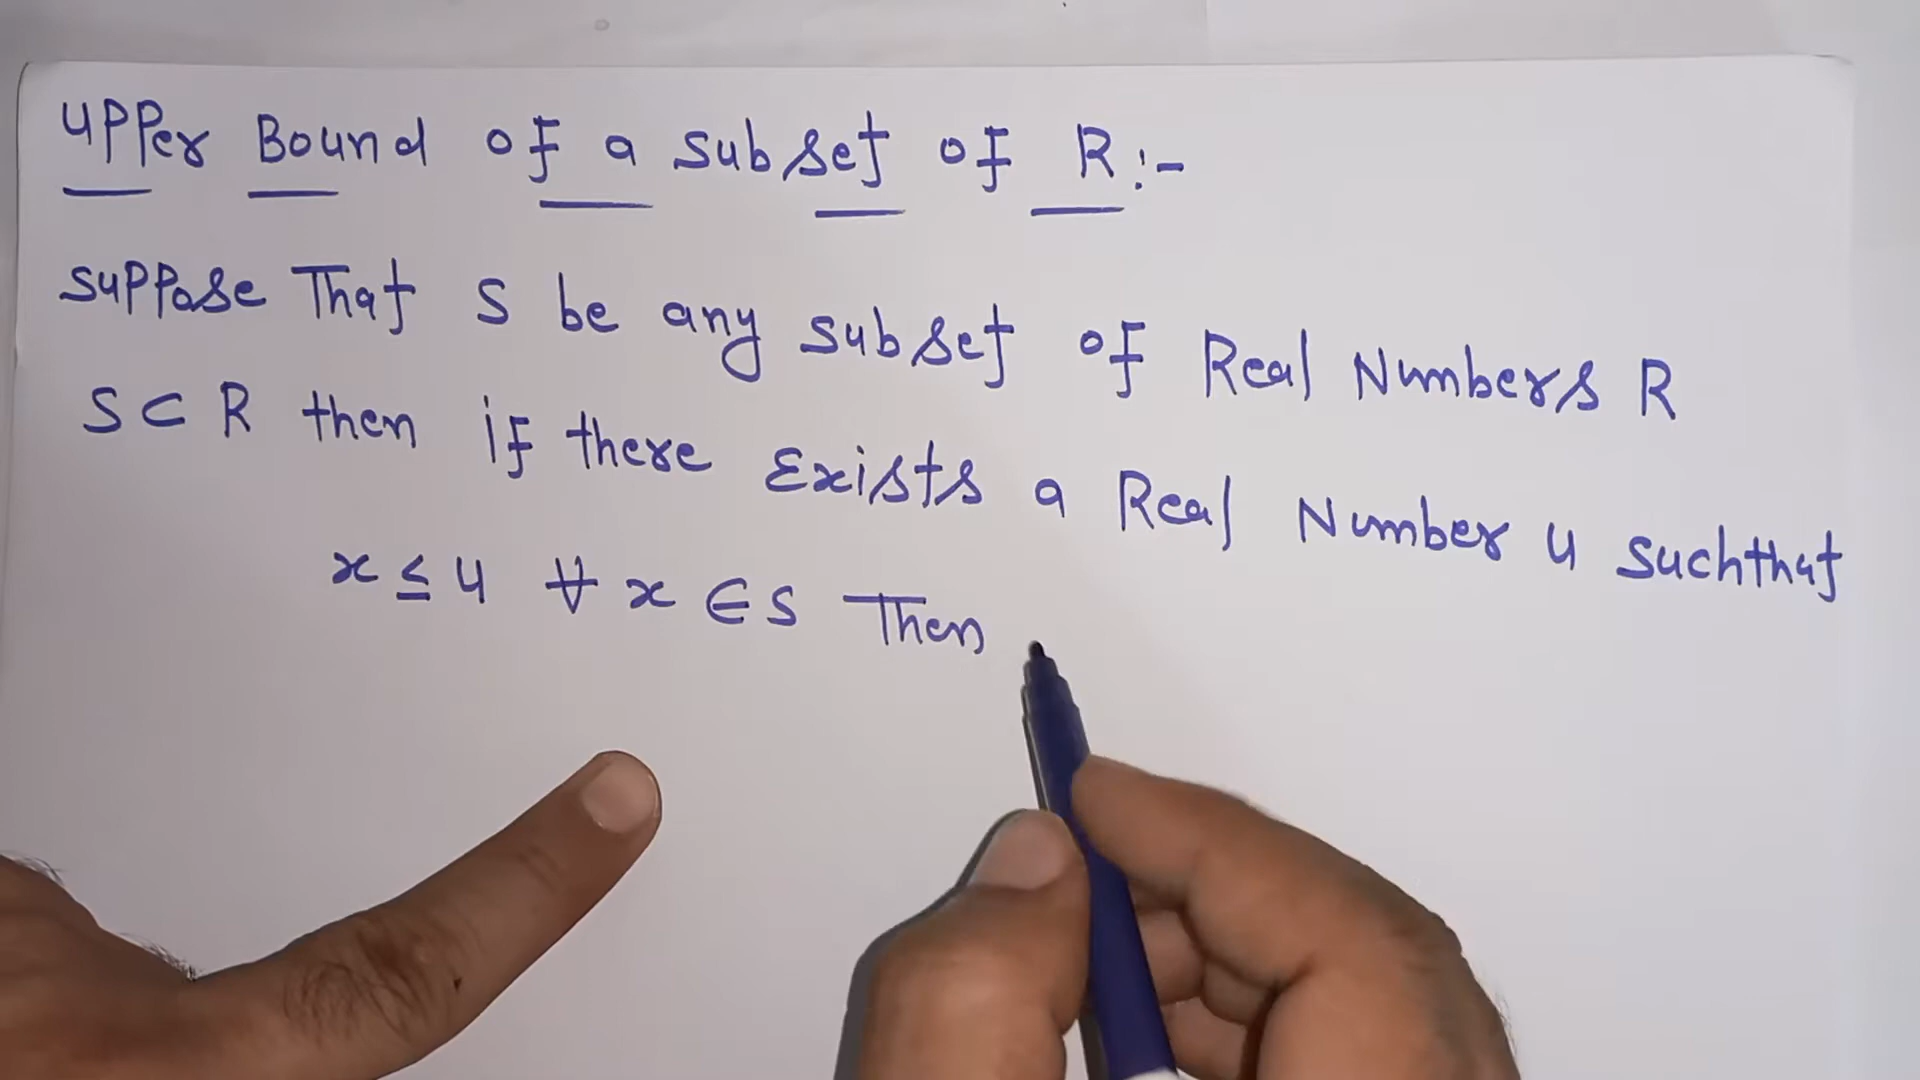 upper Bound of a subset of R:-
suppose That S be any subset of Real Numbers R
S ⊂ R then if there Exists a Real Number u suchthat
x ≤ u ∀ x ∈ S Then